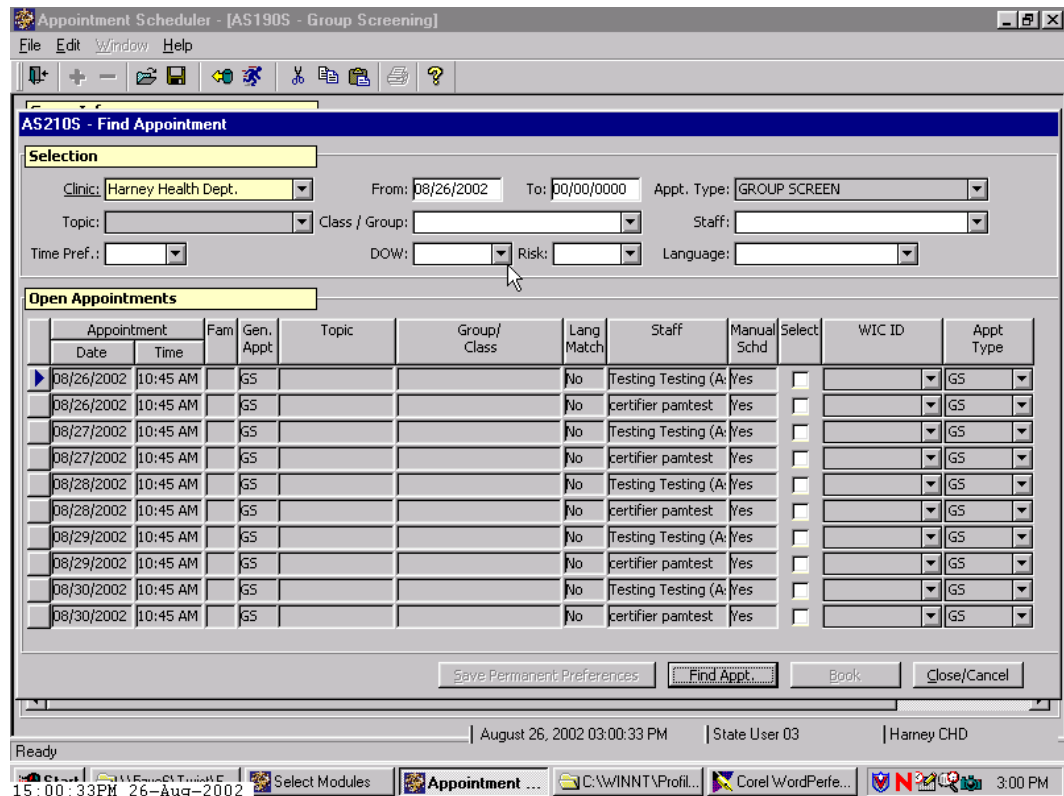 Appointment Scheduler - [AS190S - Group Screening]
File Edit Window Help
AS210S - Find Appointment
Selection
Clinic: Harney Health Dept. From: 08/26/2002 To: 00/00/0000 Appt. Type: GROUP SCREEN
Topic: Class / Group: Staff:
Time Pref.: DOW: Risk: Language:
Open Appointments
Appointment Fam Gen. Topic Group/ Lang Staff Manual Select WIC ID Appt
Date Time Appt Class Match Schd Type
08/26/2002 10:45 AM GS No Testing Testing (A: Yes GS
08/26/2002 10:45 AM GS No certifier pamtest Yes GS
08/27/2002 10:45 AM GS No Testing Testing (A: Yes GS
08/27/2002 10:45 AM GS No certifier pamtest Yes GS
08/28/2002 10:45 AM GS No Testing Testing (A: Yes GS
08/28/2002 10:45 AM GS No certifier pamtest Yes GS
08/29/2002 10:45 AM GS No Testing Testing (A: Yes GS
08/29/2002 10:45 AM GS No certifier pamtest Yes GS
08/30/2002 10:45 AM GS No Testing Testing (A: Yes GS
08/30/2002 10:45 AM GS No certifier pamtest Yes GS
Save Permanent Preferences Find Appt. Book Close/Cancel
August 26, 2002 03:00:33 PM State User 03 Harney CHD
Ready
Start Select Modules Appointment ... C:\WINNT\Profil... Corel WordPerfe... 3:00 PM
15:00:33PM 26-Aug-2002